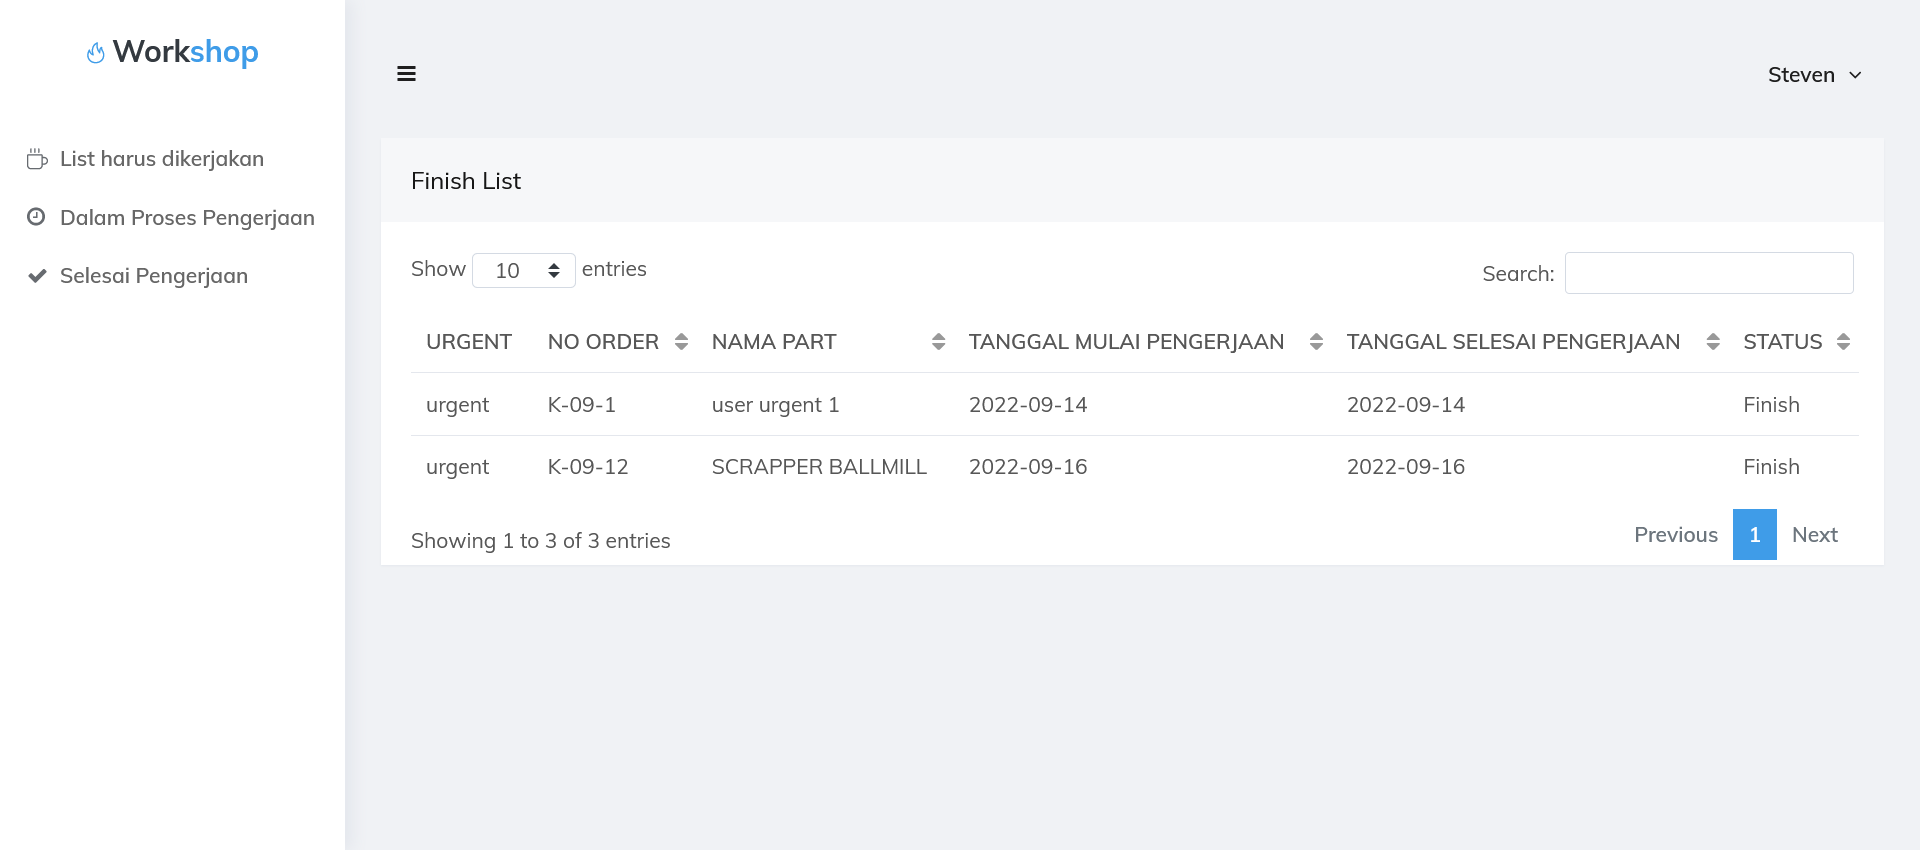 Workshop
Steven
List harus dikerjakan
Dalam Proses Pengerjaan
Selesai Pengerjaan
Finish List
Show 10 entries
Search:
URGENT NO ORDER NAMA PART TANGGAL MULAI PENGERJAAN TANGGAL SELESAI PENGERJAAN STATUS
urgent K-09-1 user urgent 1 2022-09-14 2022-09-14 Finish
urgent K-09-12 SCRAPPER BALLMILL 2022-09-16 2022-09-16 Finish
Showing 1 to 3 of 3 entries
Previous 1 Next